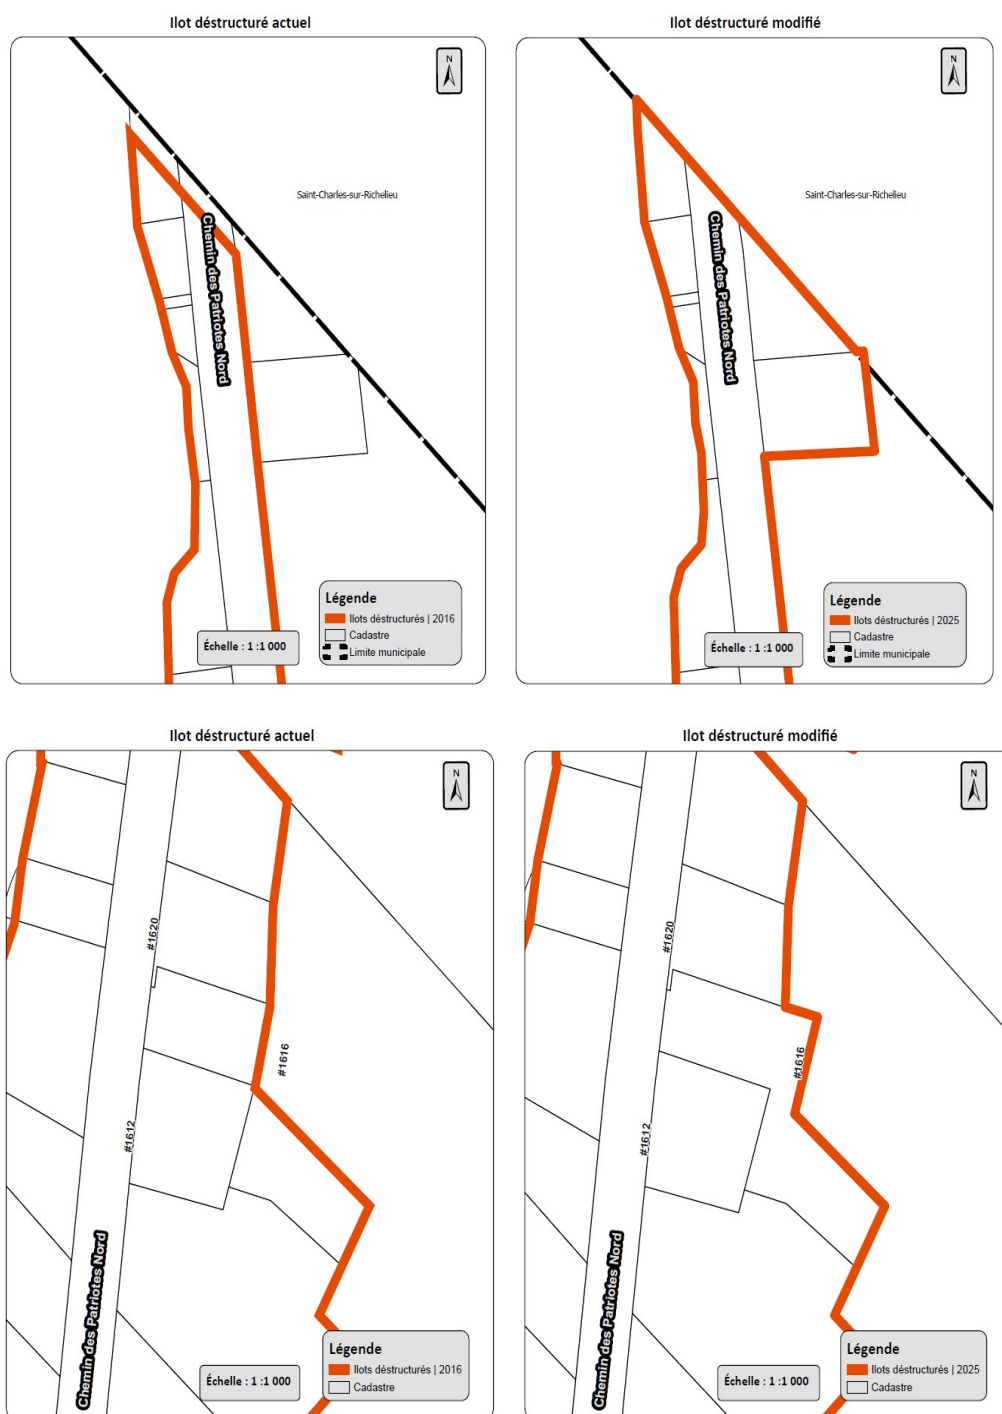 Ilot déstructuré actuel
N
Saint-Charles-sur-Richelieu
Chemin des Patriotes Nord
Légende
Ilots déstructurés | 2016
Cadastre
Limite municipale
Échelle : 1 :1 000
Ilot déstructuré modifié
N
Saint-Charles-sur-Richelieu
Chemin des Patriotes Nord
Légende
Ilots déstructurés | 2025
Cadastre
Limite municipale
Échelle : 1 :1 000
Ilot déstructuré actuel
N
#1620
#1616
#1612
Chemin des Patriotes Nord
Légende
Ilots déstructurés | 2016
Cadastre
Échelle : 1 :1 000
Ilot déstructuré modifié
N
#1620
#1616
#1612
Chemin des Patriotes Nord
Légende
Ilots déstructurés | 2025
Cadastre
Échelle : 1 :1 000